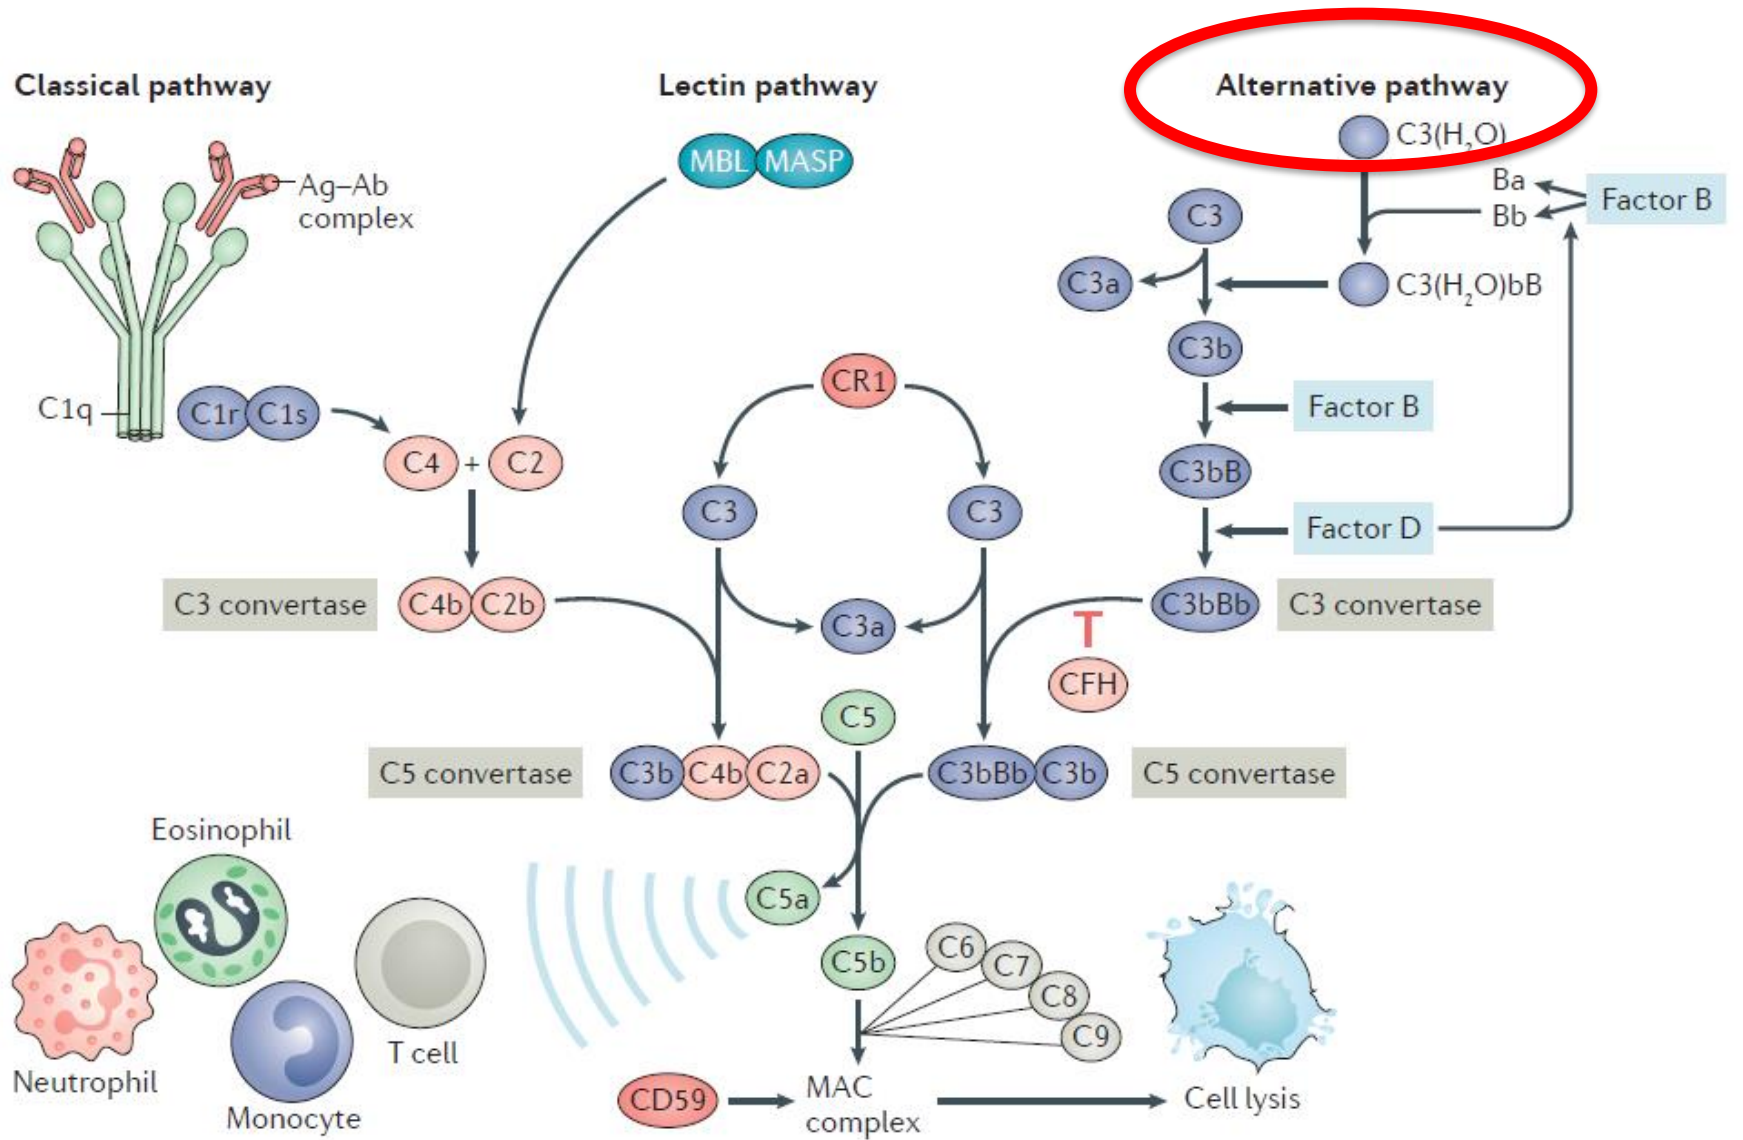 Classical pathway
Lectin pathway
Alternative pathway
C3(H₂O)
MBL
MASP
Ag–Ab
complex
Ba
Bb
Factor B
C3
C3a
C3(H₂O)bB
C3b
C1q
C1r
C1s
CR1
Factor B
C4
+
C2
C3bB
C3
C3
Factor D
C3 convertase
C4b
C2b
C3a
C3bBb
C3 convertase
CFH
C5
C5 convertase
C3b
C4b
C2a
C3bBb
C3b
C5 convertase
Eosinophil
C5a
C5b
C6
C7
C8
C9
T cell
Neutrophil
Monocyte
CD59
MAC
complex
Cell lysis